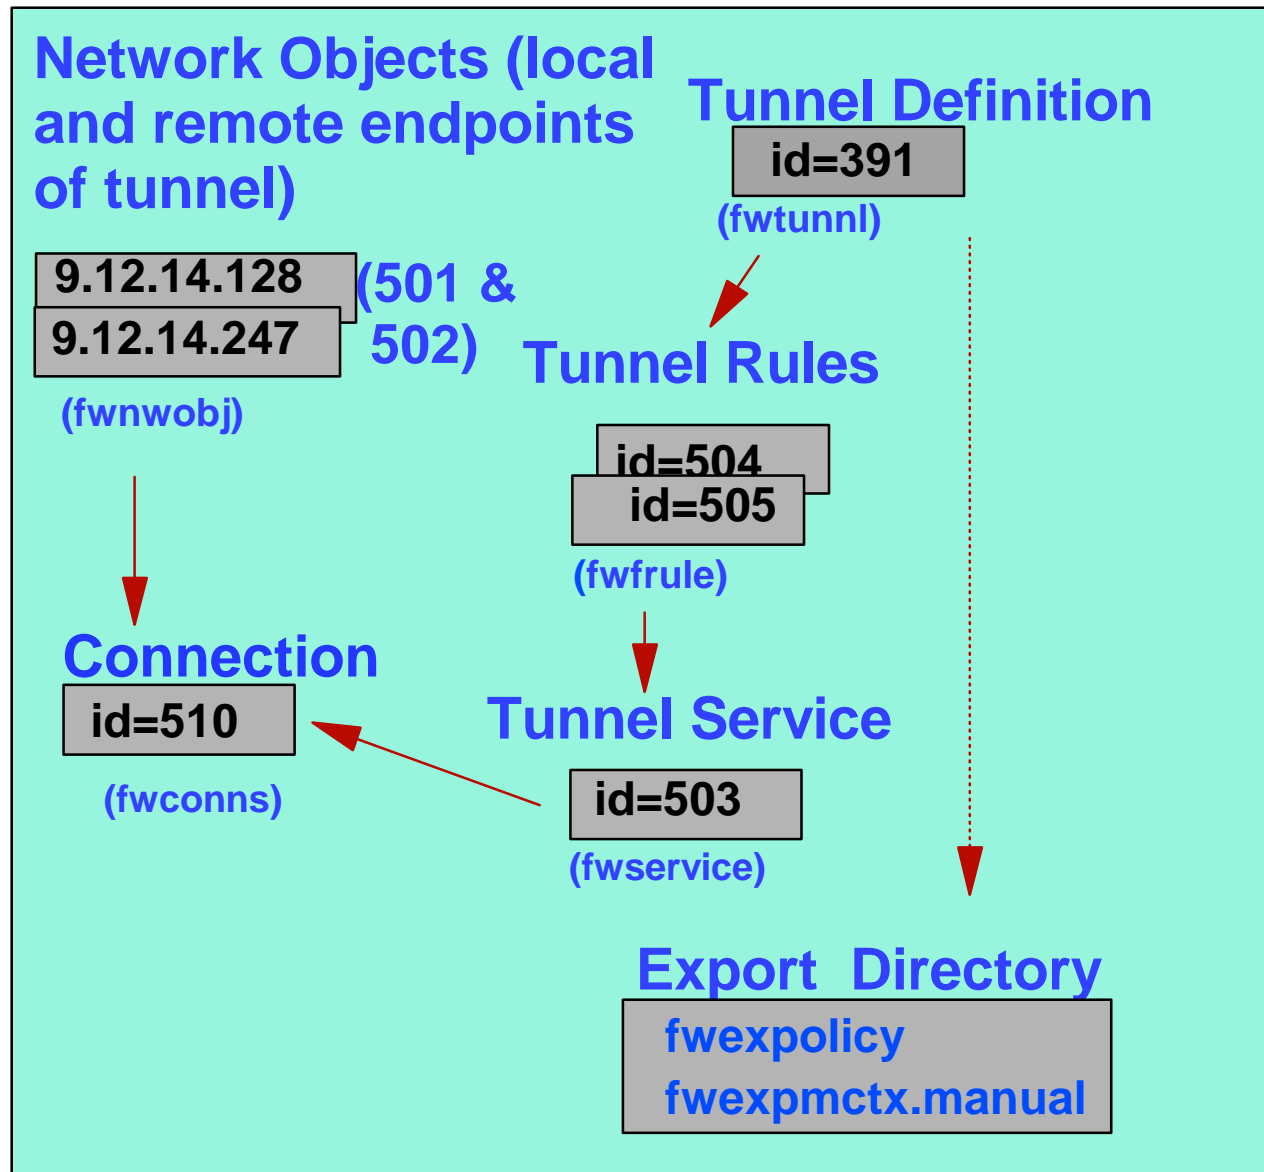 Network Objects (local
and remote endpoints
of tunnel)
9.12.14.128
9.12.14.247
(501 &
502)
(fwnwobj)
Tunnel Definition
id=391
(fwtunnl)
Tunnel Rules
id=504
id=505
(fwfrule)
Connection
id=510
(fwconns)
Tunnel Service
id=503
(fwservice)
Export  Directory
fwexpolicy
fwexpmctx.manual